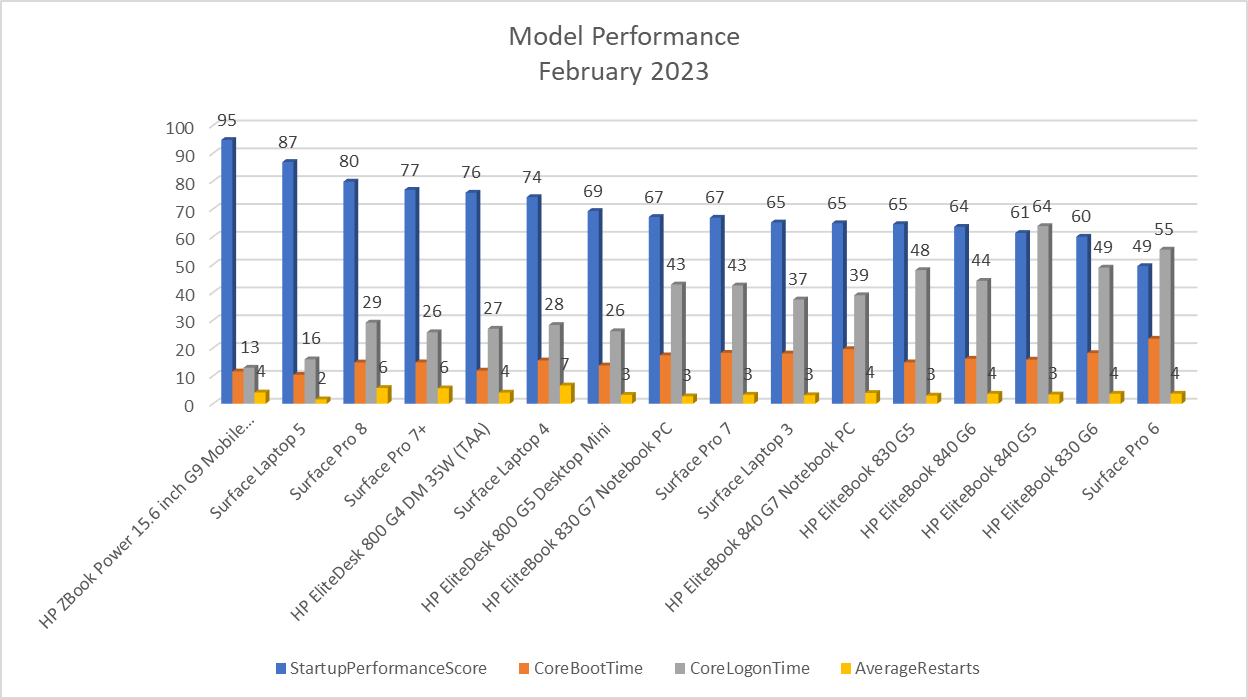 Model Performance
February 2023
100
90
80
70
60
50
40
30
20
10
0
95
87
80
77
76
74
69
67
67
65
65
65
64
61
60
49
13
16
29
26
27
28
26
43
43
37
39
48
44
64
49
55
4
2
6
6
4
7
3
3
3
3
4
3
4
3
4
4
HP ZBook Power 15.6 inch G9 Mobile...
Surface Laptop 5
Surface Pro 8
Surface Pro 7+
HP EliteDesk 800 G4 DM 35W (TAA)
Surface Laptop 4
HP EliteDesk 800 G5 Desktop Mini
HP EliteBook 830 G7 Notebook PC
Surface Pro 7
Surface Laptop 3
HP EliteBook 840 G7 Notebook PC
HP EliteBook 830 G5
HP EliteBook 840 G6
HP EliteBook 840 G5
HP EliteBook 830 G6
Surface Pro 6
StartupPerformanceScore
CoreBootTime
CoreLogonTime
AverageRestarts